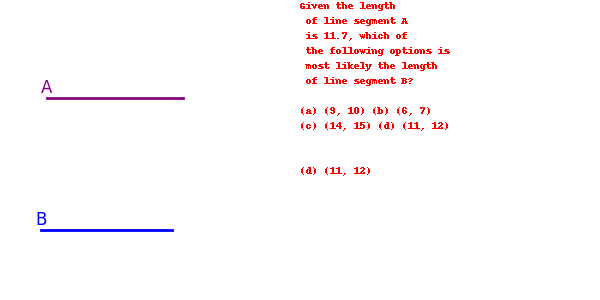 Given the length
of line segment A
is 11.7, which of
the following options is
most likely the length
of line segment B?
(a) (9, 10) (b) (6, 7)
(c) (14, 15) (d) (11, 12)
(d) (11, 12)
A
B